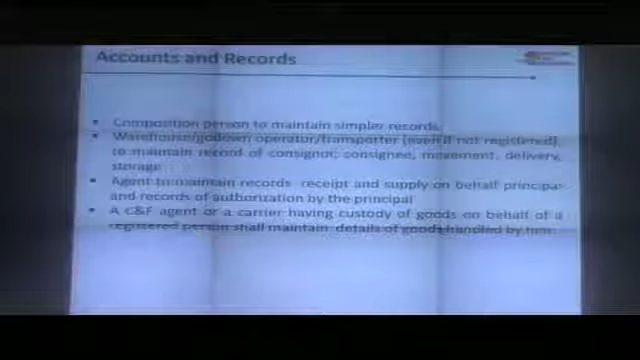 Accounts and Records
• Composition person to maintain simpler records.
• Warehouse/godown operator/transporter (even if not registered)
to maintain record of consignor, consignee, movement, delivery,
storage
• Agent to maintain records receipt and supply on behalf principal
and records of authorization by the principal
• A C&F agent or a carrier having custody of goods on behalf of a
registered person shall maintain details of goods handled by him